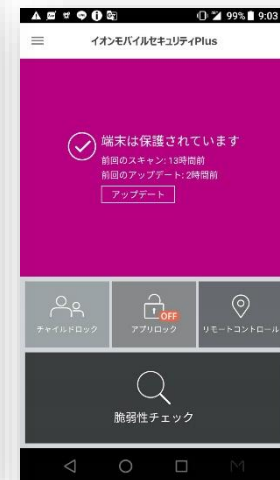 99% 9:03
イオンモバイルセキュリティPlus
端末は保護されています
前回のスキャン: 13時間前
前回のアップデート: 2時間前
アップデート
OFF
チャイルドロック
アプリロック
リモートコントロール
脆弱性チェック